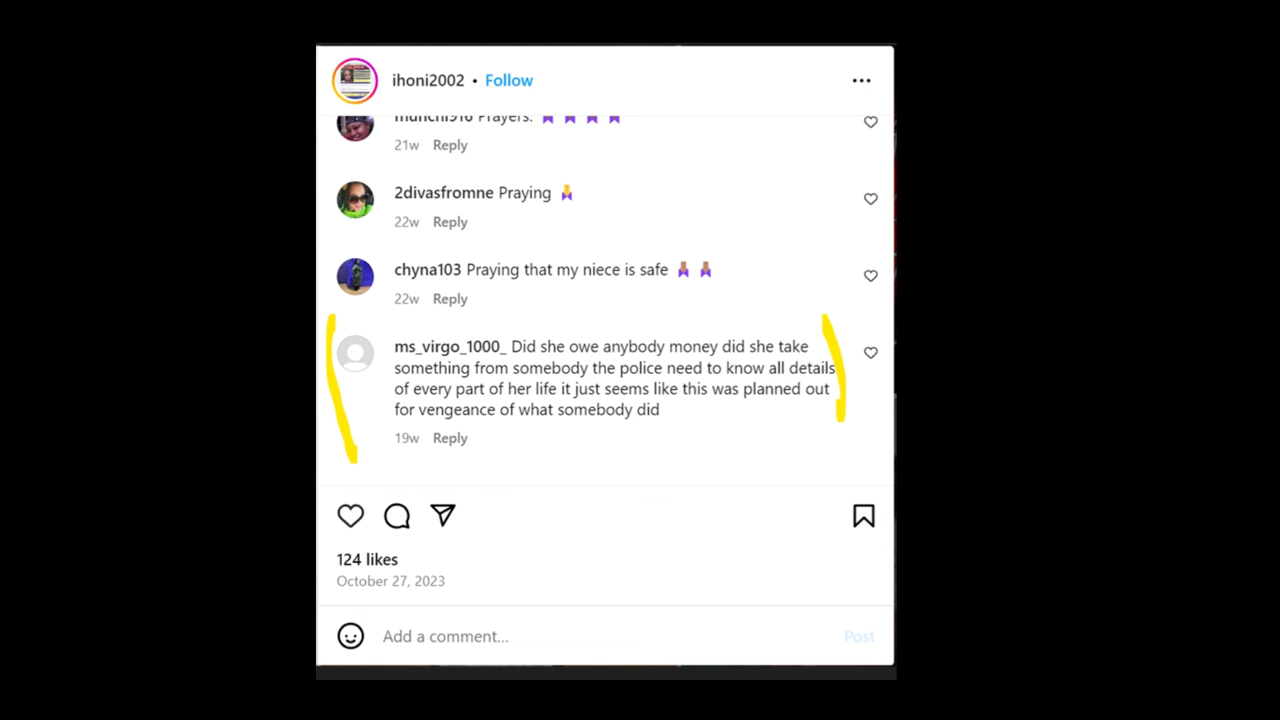 ihoni2002 • Follow
munchi916 Prayers.
21w Reply
2divasfromne Praying
22w Reply
chyna103 Praying that my niece is safe
22w Reply
ms_virgo_1000_ Did she owe anybody money did she take
something from somebody the police need to know all details
of every part of her life it just seems like this was planned out
for vengeance of what somebody did
19w Reply
124 likes
October 27, 2023
Add a comment... Post